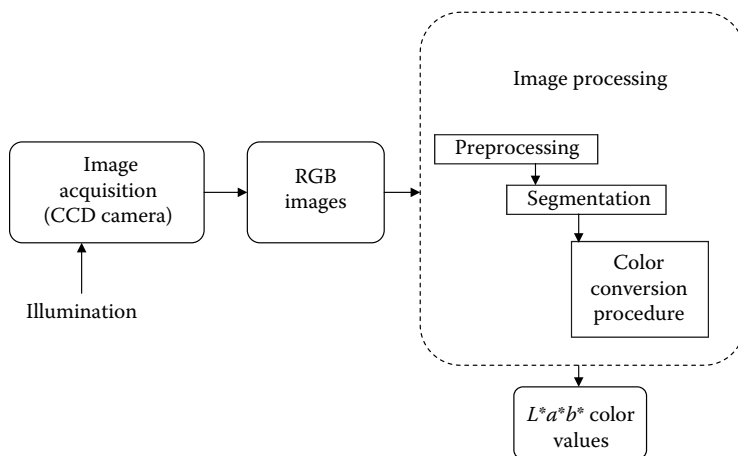 Image
acquisition
(CCD camera)
Illumination
RGB
images
Image processing
Preprocessing
Segmentation
Color
conversion
procedure
L*a*b* color
values